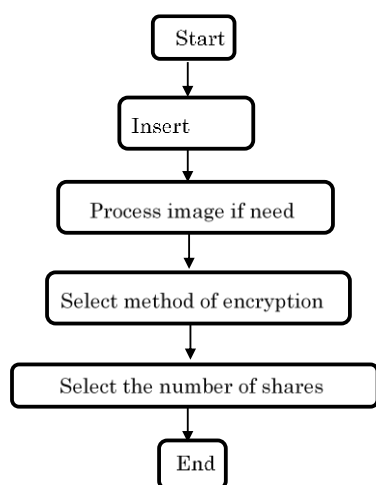 Start
Insert
Process image if need
Select method of encryption
Select the number of shares
End